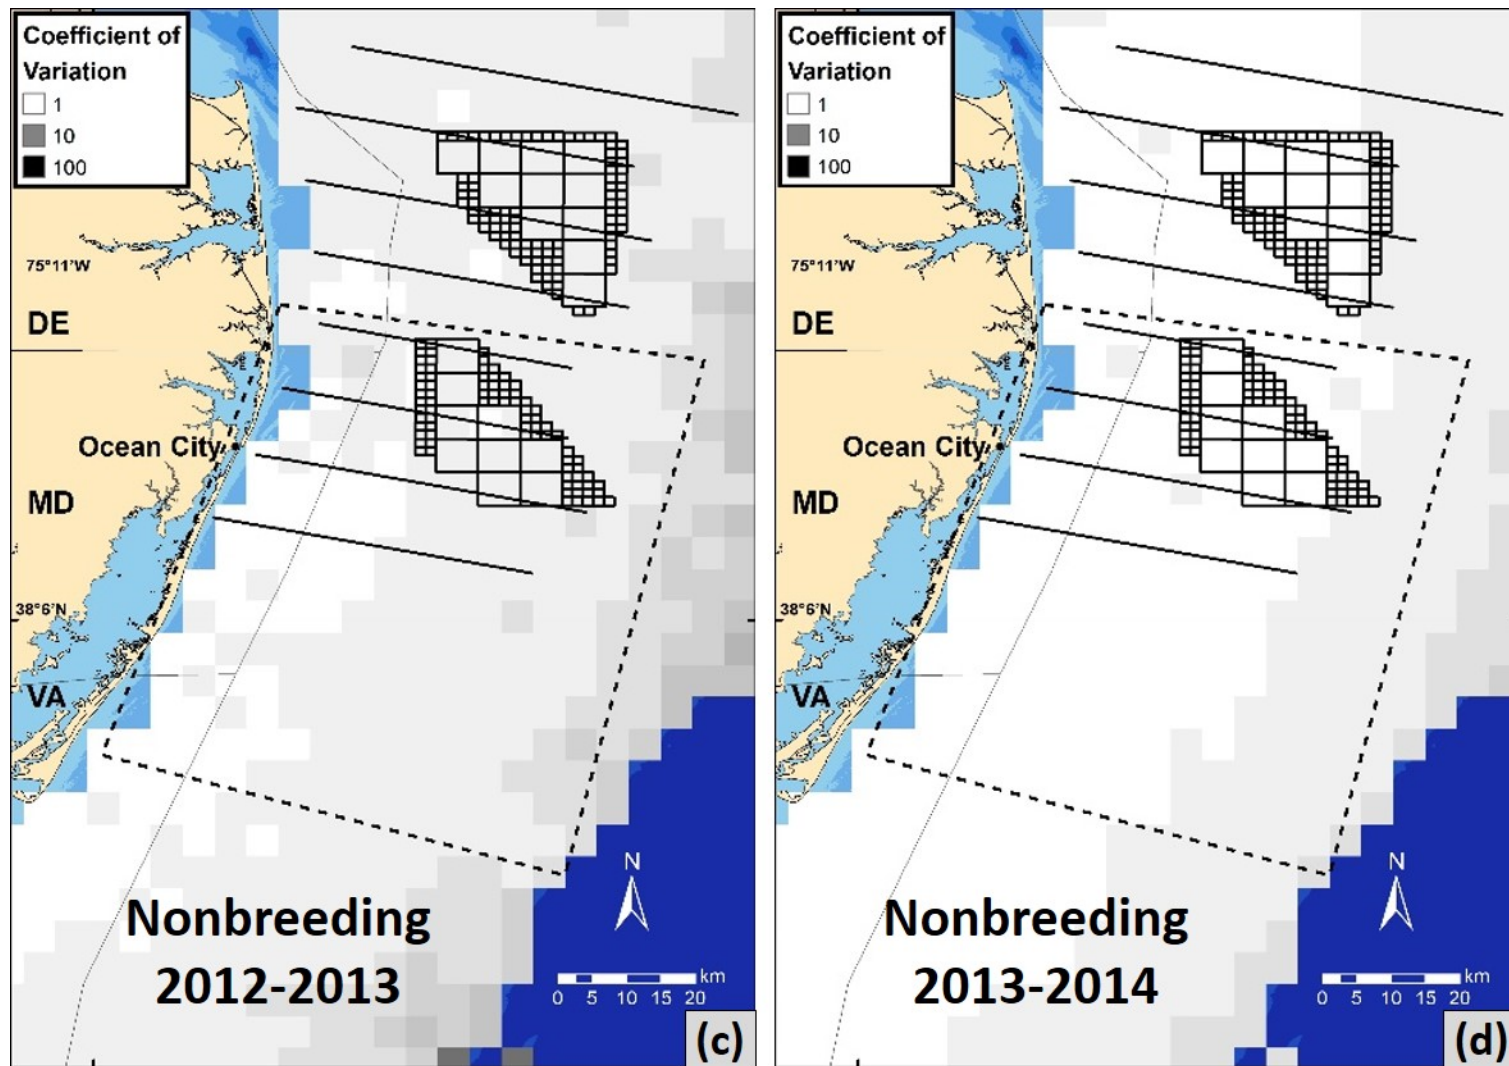 Coefficient of
Variation
1
10
100
75°11'W
DE
Ocean City
MD
38°6'N
VA
N
km
0 5 10 15 20
Nonbreeding
2012-2013
(c)
Coefficient of
Variation
1
10
100
75°11'W
DE
Ocean City
MD
38°6'N
VA
N
km
0 5 10 15 20
Nonbreeding
2013-2014
(d)